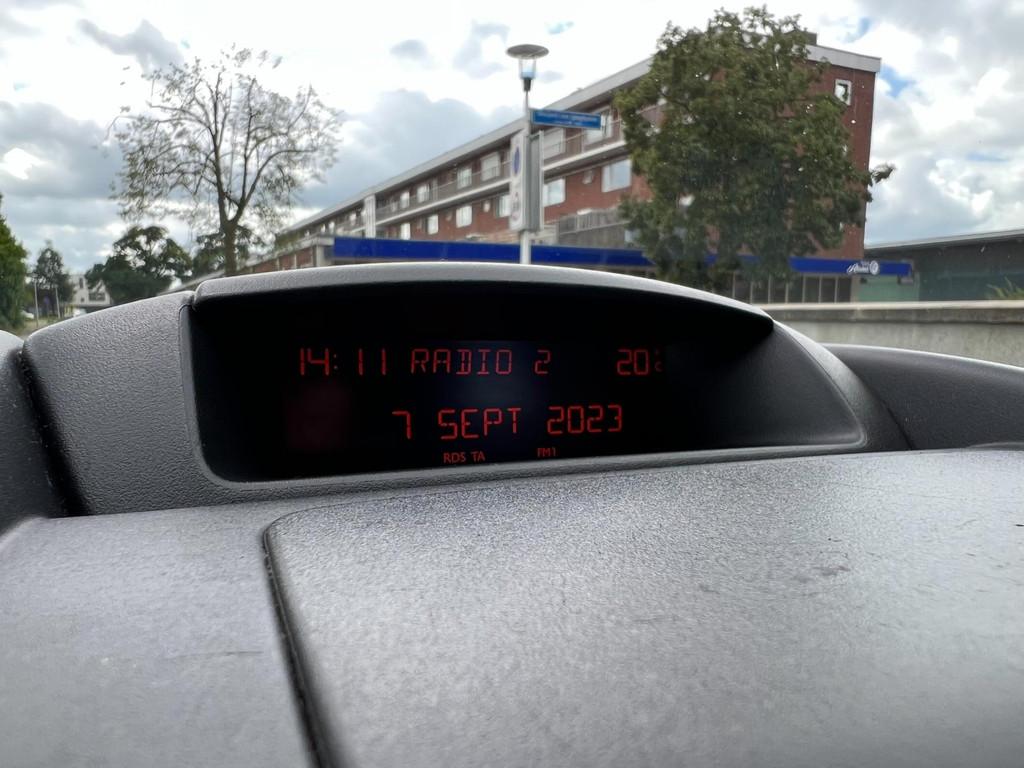 14:11 RADIO 2 20°C
7 SEPT 2023
RDS TA FM1